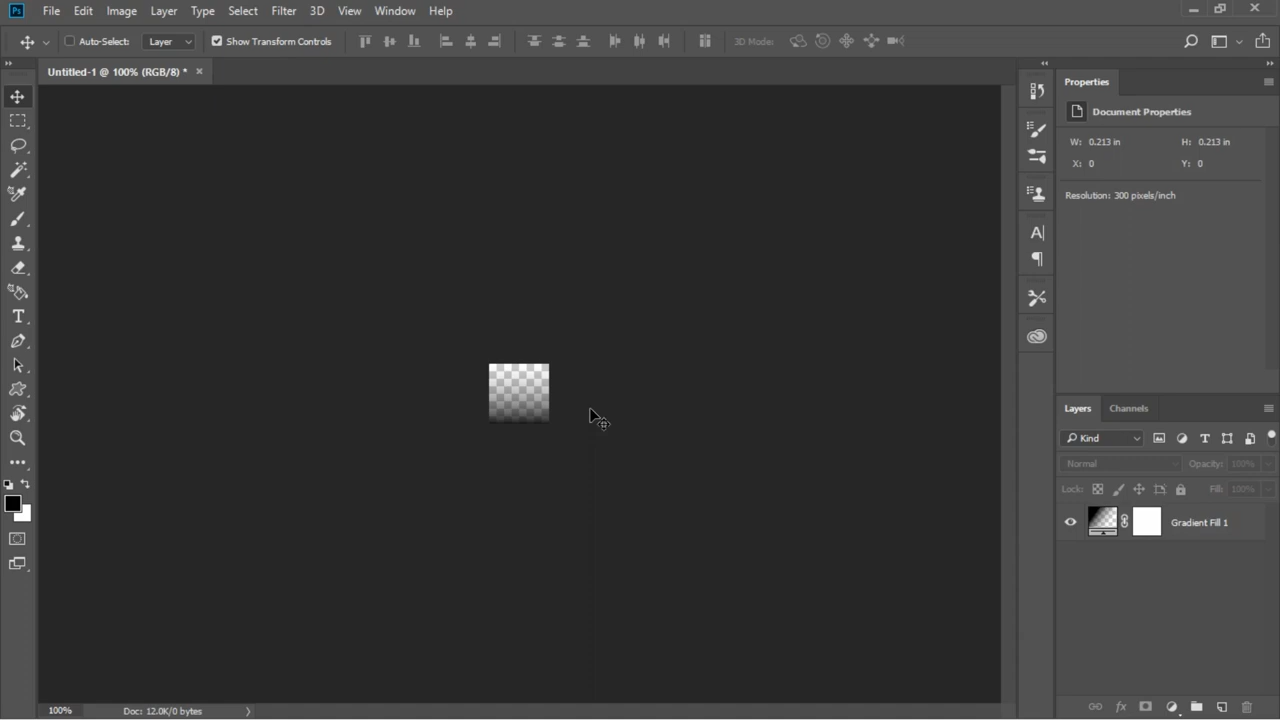 Ps File Edit Image Layer Type Select Filter 3D View Window Help
Auto-Select: Layer Show Transform Controls 3D Mode:
Untitled-1 @ 100% (RGB/8) * ×
Properties
Document Properties
W: 0.213 in H: 0.213 in
X: 0 Y: 0
Resolution: 300 pixels/inch
Layers Channels
Kind
Normal Opacity: 100%
Lock: Fill: 100%
Gradient Fill 1
100% Doc: 12.0K/0 bytes